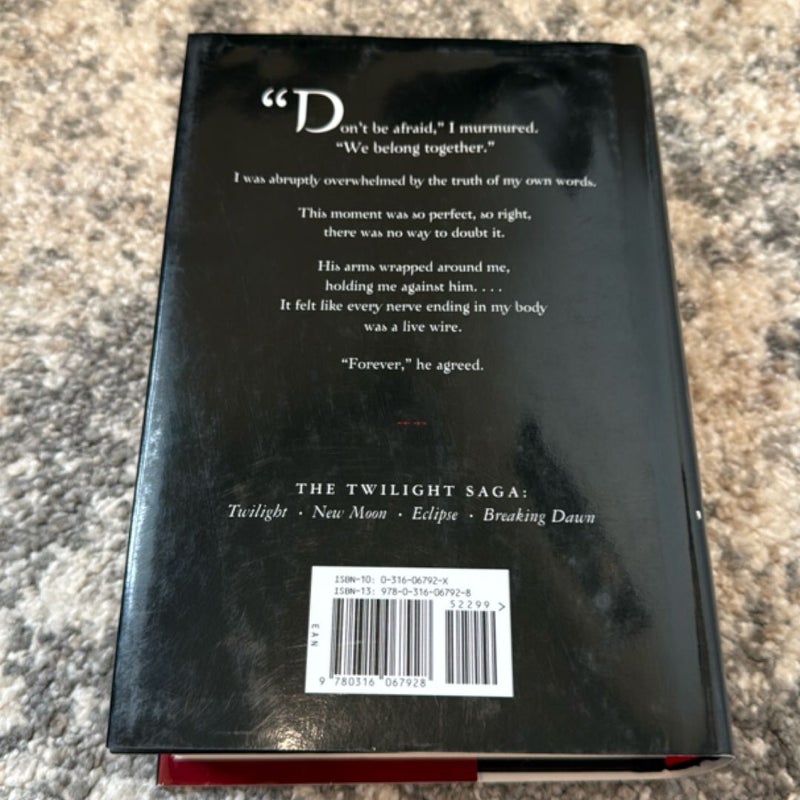 “Don't be afraid,” I murmured.
“We belong together.”
I was abruptly overwhelmed by the truth of my own words.
This moment was so perfect, so right,
there was no way to doubt it.
His arms wrapped around me,
holding me against him. . . .
It felt like every nerve ending in my body
was a live wire.
“Forever,” he agreed.
THE TWILIGHT SAGA:
Twilight · New Moon · Eclipse · Breaking Dawn
ISBN-10: 0-316-06792-X
ISBN-13: 978-0-316-06792-8
52299 >
EAN
9 780316 067928